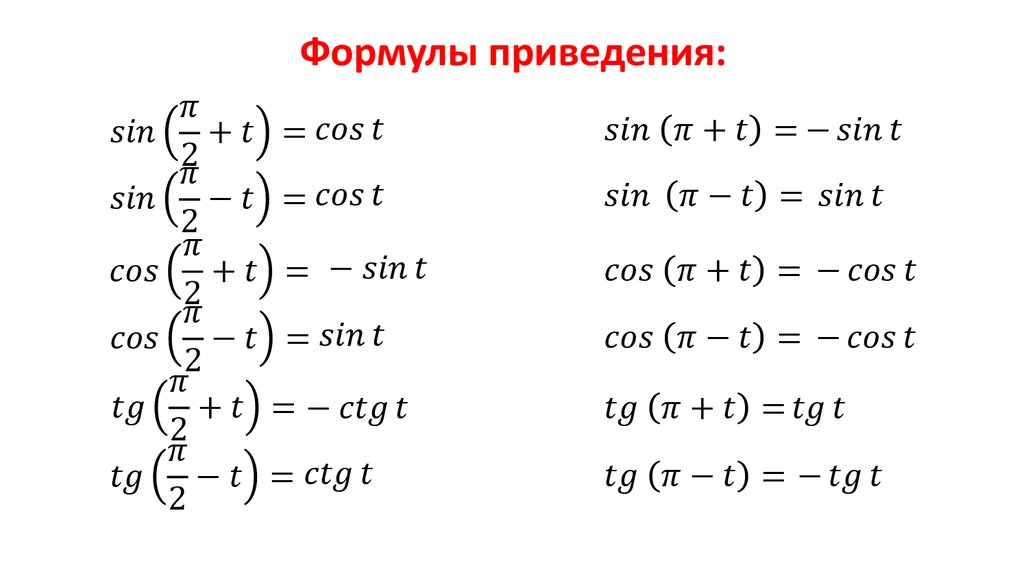 Формулы приведения:
sin (π/2 + t) = cos t
sin (π + t) = − sin t
sin (π/2 − t) = cos t
sin (π − t) = sin t
cos (π/2 + t) = − sin t
cos (π + t) = − cos t
cos (π/2 − t) = sin t
cos (π − t) = − cos t
tg (π/2 + t) = − ctg t
tg (π + t) = tg t
tg (π/2 − t) = ctg t
tg (π − t) = − tg t